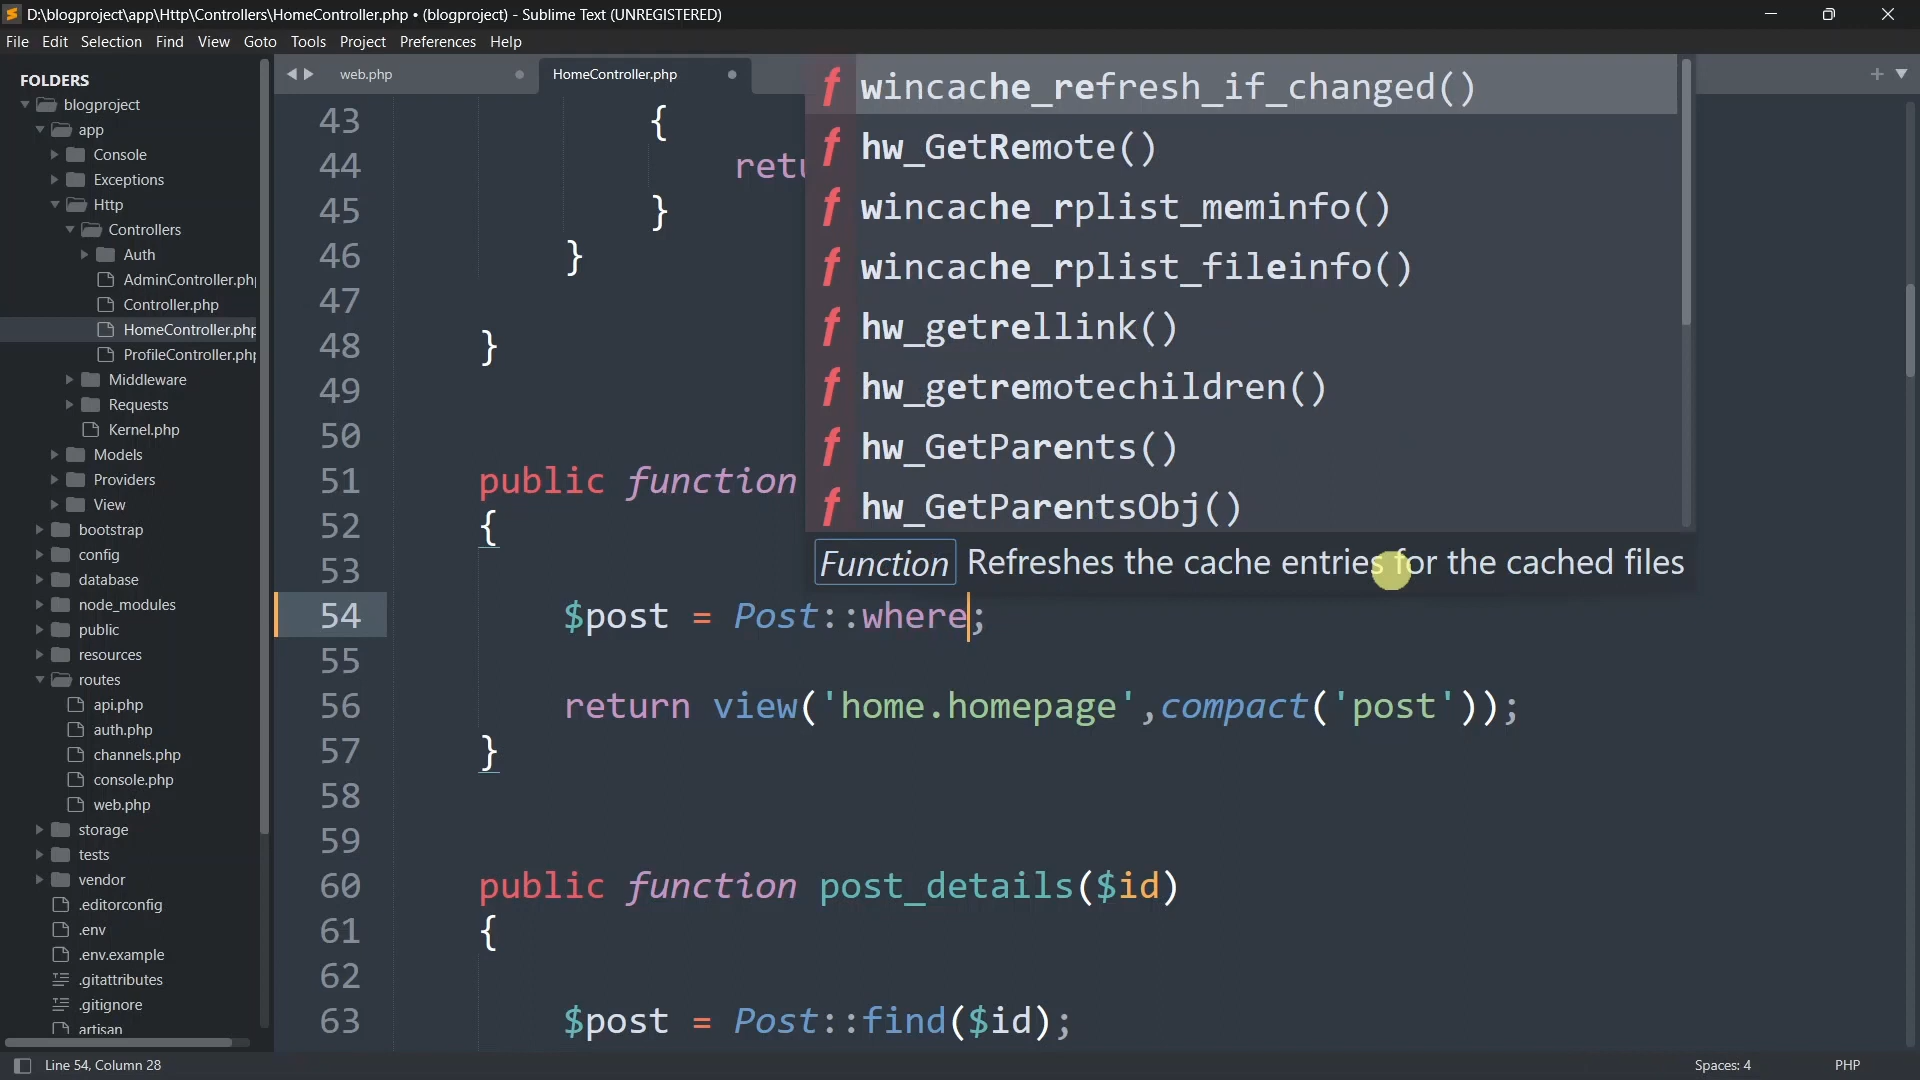 D:\blogproject\app\Http\Controllers\HomeController.php • (blogproject) - Sublime Text (UNREGISTERED)
File Edit Selection Find View Goto Tools Project Preferences Help
FOLDERS
blogproject
app
Console
Exceptions
Http
Controllers
Auth
AdminController.ph
Controller.php
HomeController.php
ProfileController.php
Middleware
Requests
Kernel.php
Models
Providers
View
bootstrap
config
database
node_modules
public
resources
routes
api.php
auth.php
channels.php
console.php
web.php
storage
tests
vendor
.editorconfig
.env
.env.example
.gitattributes
.gitignore
artisan
web.php HomeController.php
43 {
44 retu
45 }
46 }
47
48 }
49
50
51 public function
52 {
53
54 $post = Post::where;
55
56 return view('home.homepage',compact('post'));
57 }
58
59
60 public function post_details($id)
61 {
62
63 $post = Post::find($id);
f wincache_refresh_if_changed()
f hw_GetRemote()
f wincache_rplist_meminfo()
f wincache_rplist_fileinfo()
f hw_getrellink()
f hw_getremotechildren()
f hw_GetParents()
f hw_GetParentsObj()
Function Refreshes the cache entries for the cached files
Line 54, Column 28 Spaces: 4 PHP